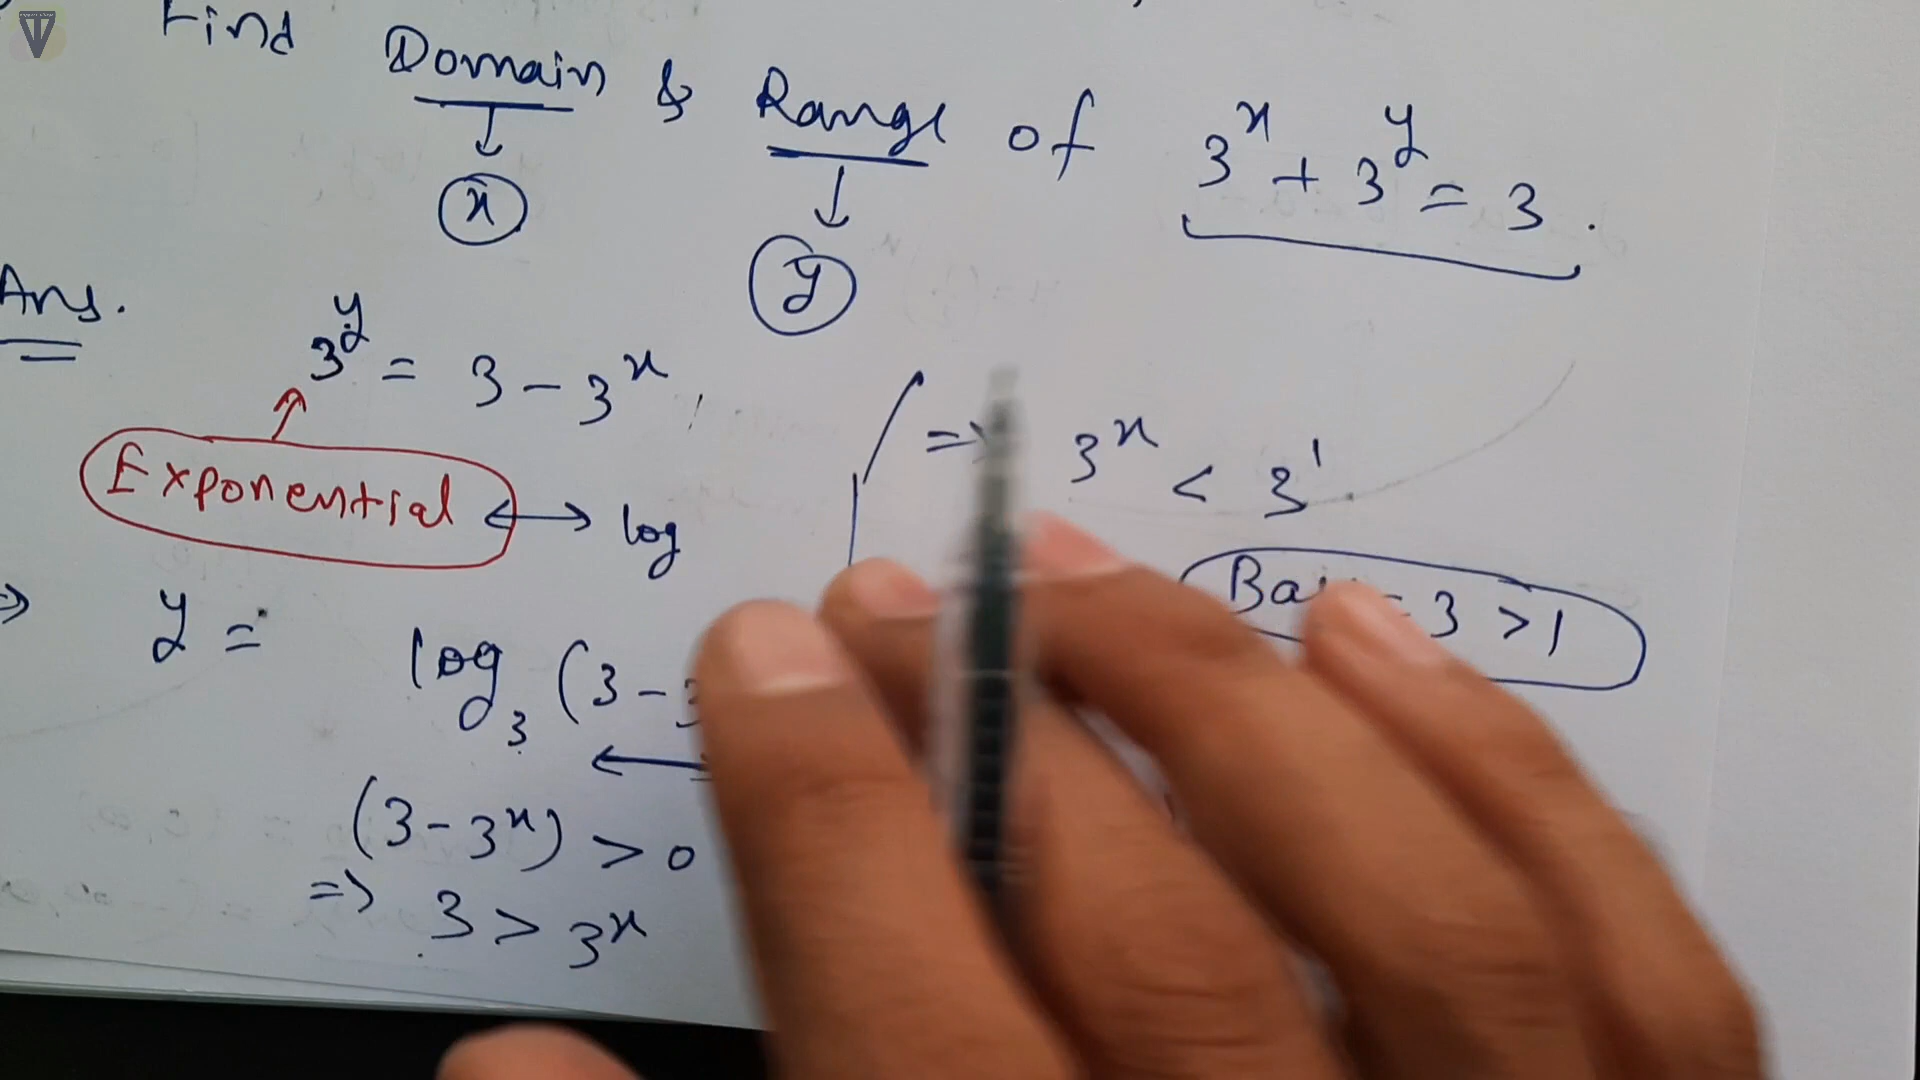 Find Domain & Range of 3^x + 3^y = 3.
x
y
Ans.
3^y = 3 - 3^x
Exponential ↔ log
⇒ y = log_3 (3 - 3
(3 - 3^x) > 0
⇒ 3 > 3^x
⇒ 3^x < 3^1
= 3 > 1